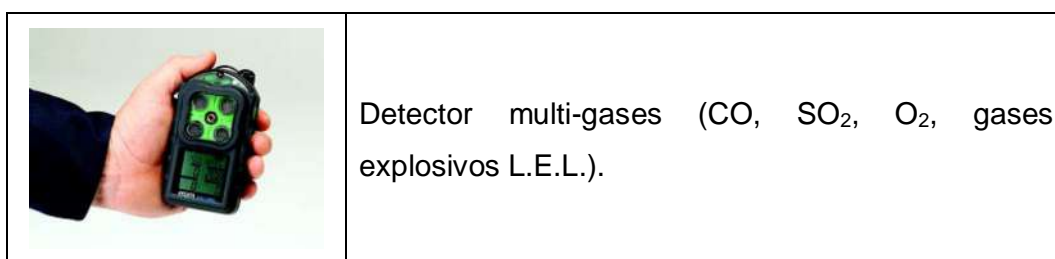 Detector multi-gases (CO, SO₂, O₂, gases
explosivos L.E.L.).